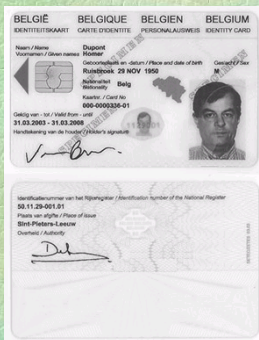 BELGIË BELGIQUE BELGIEN BELGIUM
IDENTITEITSKAART CARTE D'IDENTITE PERSONALAUSWEIS IDENTITY CARD
Naam / Name
Dupont
Voornamen / Given names
Homer
Geboorteplaats en -datum / Place and date of birth
Geslacht / Sex
Ruisbroek 29 NOV 1950
M
Nationaliteit
Nationality
Belg
Kaartnr. / Card No
000-0000336-01
Geldig van - tot / Valid from - until
31.03.2003 - 31.03.2008
Handtekening van de houder / Holder's signature
Identificatienummer van het Rijksregister / Identification number of the National Register
50.11.29-001.01
Plaats van afgifte / Place of issue
Sint-Pieters-Leeuw
Overheid / Authority